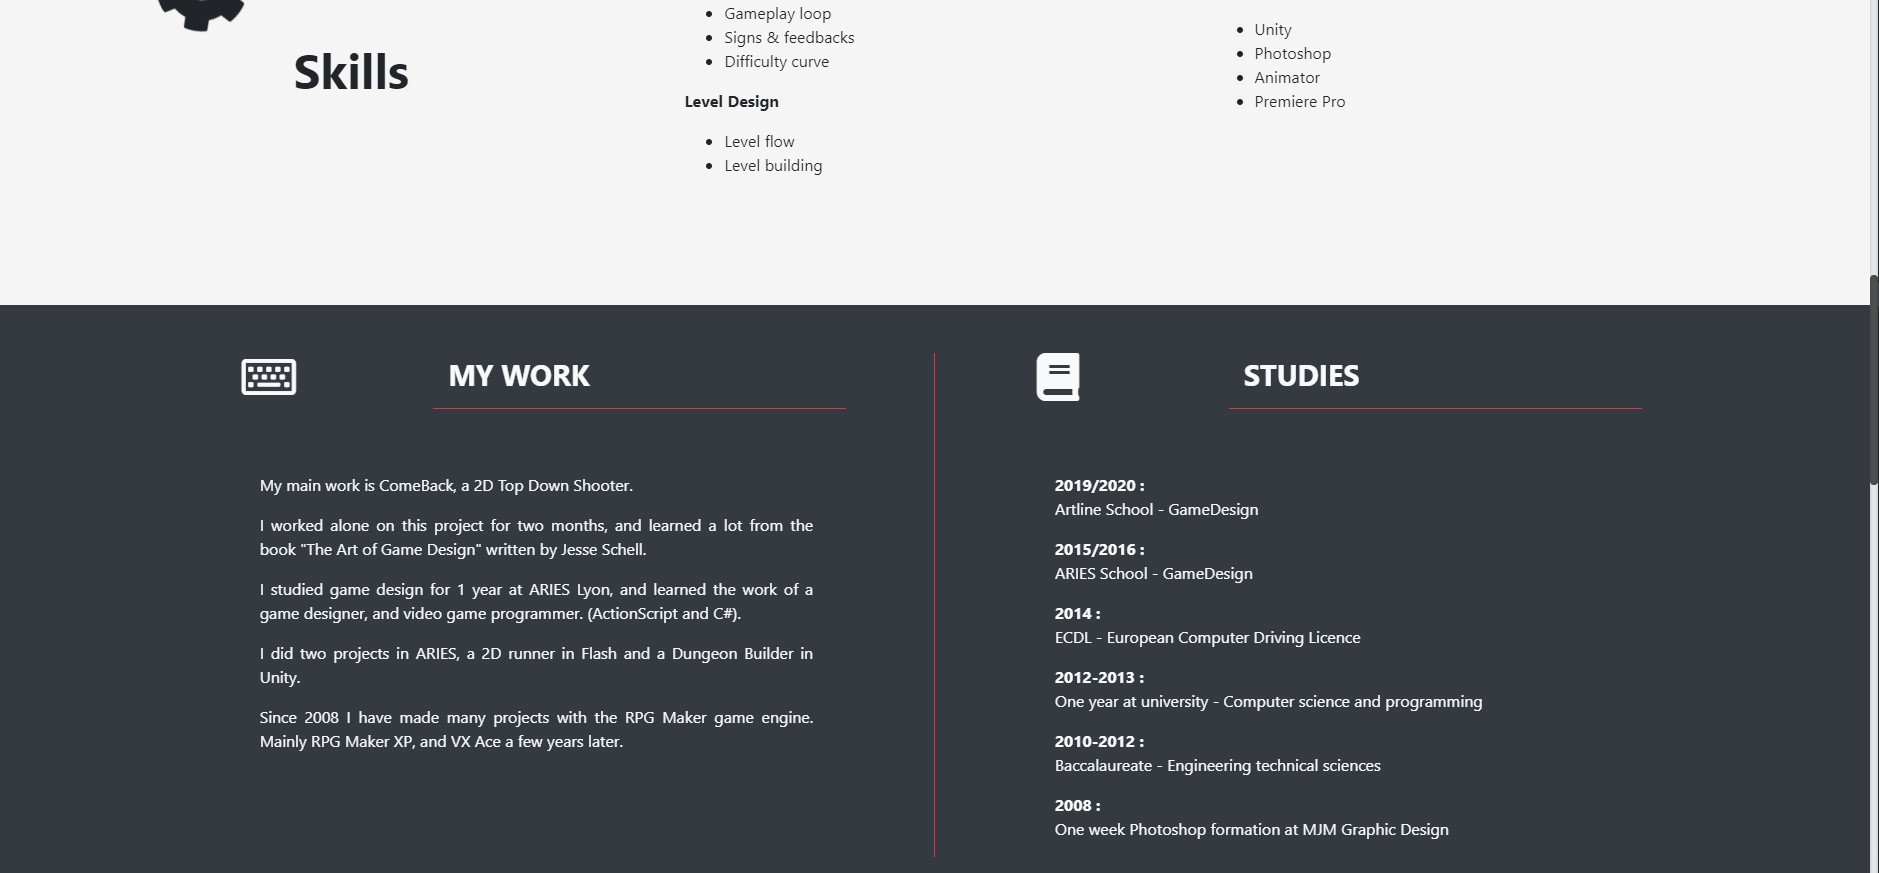 Skills
Gameplay loop
Signs & feedbacks
Difficulty curve
Level Design
Level flow
Level building
Unity
Photoshop
Animator
Premiere Pro
MY WORK
My main work is ComeBack, a 2D Top Down Shooter.
I worked alone on this project for two months, and learned a lot from the
book "The Art of Game Design" written by Jesse Schell.
I studied game design for 1 year at ARIES Lyon, and learned the work of a
game designer, and video game programmer. (ActionScript and C#).
I did two projects in ARIES, a 2D runner in Flash and a Dungeon Builder in
Unity.
Since 2008 I have made many projects with the RPG Maker game engine.
Mainly RPG Maker XP, and VX Ace a few years later.
STUDIES
2019/2020 :
Artline School - GameDesign
2015/2016 :
ARIES School - GameDesign
2014 :
ECDL - European Computer Driving Licence
2012-2013 :
One year at university - Computer science and programming
2010-2012 :
Baccalaureate - Engineering technical sciences
2008 :
One week Photoshop formation at MJM Graphic Design